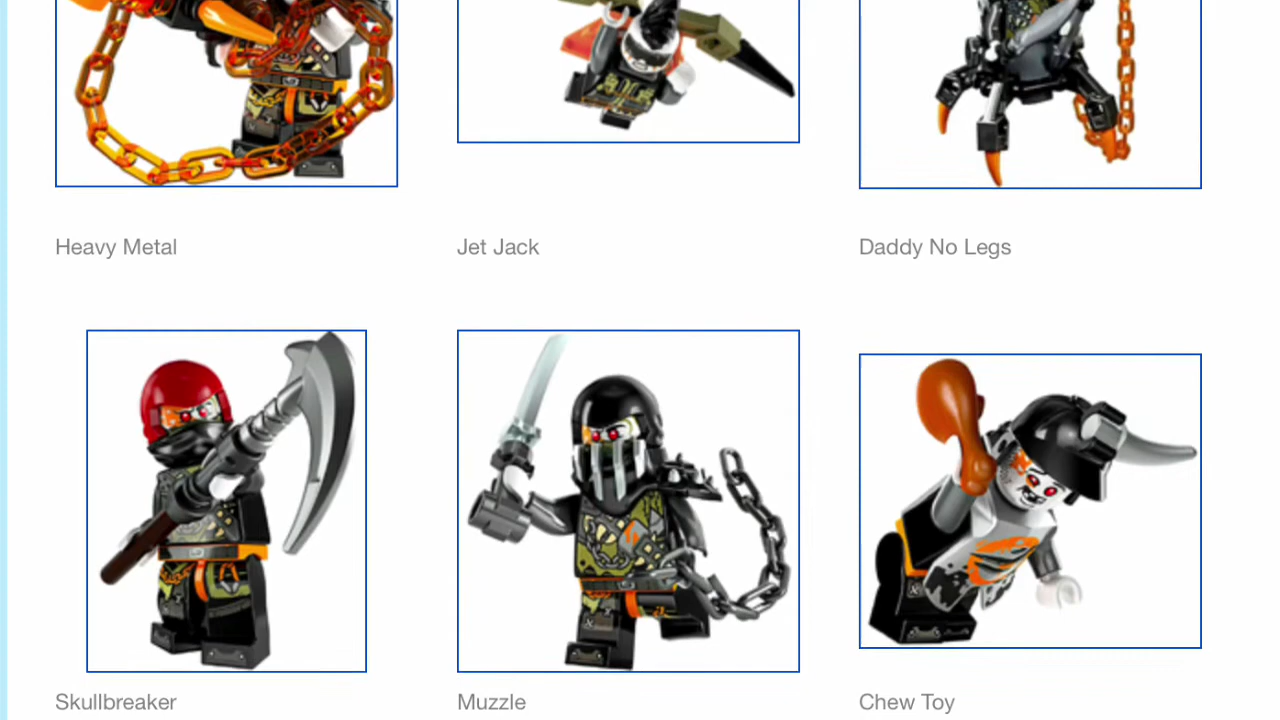 Heavy Metal
Jet Jack
Daddy No Legs
Skullbreaker
Muzzle
Chew Toy